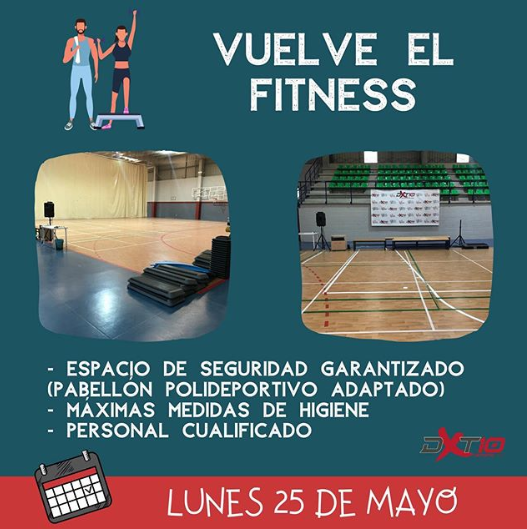 VUELVE EL
FITNESS
DXT10
- ESPACIO DE SEGURIDAD GARANTIZADO
(PABELLÓN POLIDEPORTIVO ADAPTADO)
- MÁXIMAS MEDIDAS DE HIGIENE
- PERSONAL CUALIFICADO
DXT10
LUNES 25 DE MAYO